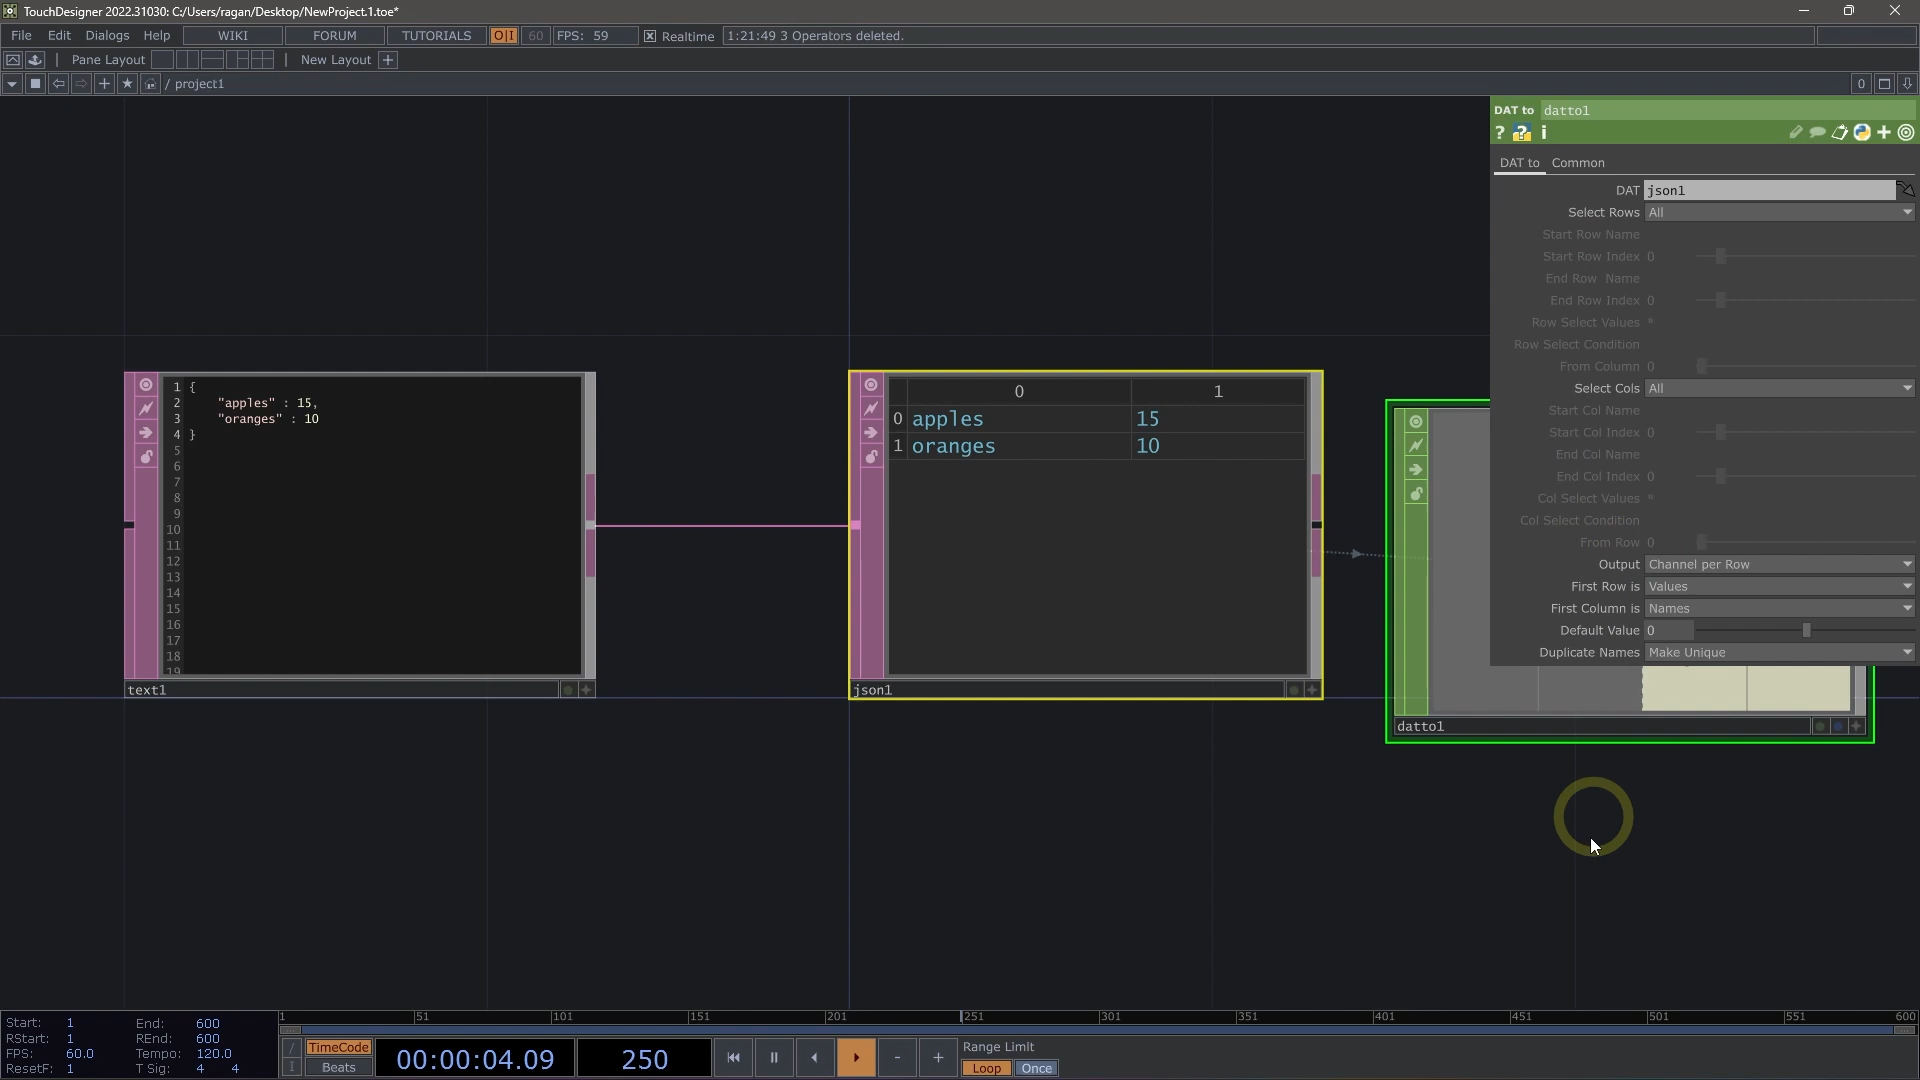 TouchDesigner 2022.31030: C:/Users/ragan/Desktop/NewProject.1.toe*
File Edit Dialogs Help WIKI FORUM TUTORIALS O|I 60 FPS: 59 Realtime 1:21:49 3 Operators deleted.
Pane Layout New Layout +
/ project1 0
DAT to datto1
? ? i
DAT to Common
DAT json1
Select Rows All
Start Row Name
Start Row Index 0
End Row Name
End Row Index 0
Row Select Values *
Row Select Condition
From Column 0
Select Cols All
Start Col Name
Start Col Index 0
End Col Name
End Col Index 0
Col Select Values *
Col Select Condition
From Row 0
Output Channel per Row
First Row is Values
First Column is Names
Default Value 0
Duplicate Names Make Unique
1 {
2 "apples" : 15,
3 "oranges" : 10
4 }
5
6
7
8
9
10
11
12
13
14
15
16
17
18
19
text1
0 1
0 apples 15
1 oranges 10
json1
datto1
Start: 1 End: 600
RStart: 1 REnd: 600
FPS: 60.0 Tempo: 120.0
ResetF: 1 T Sig: 4 4
1 51 101 151 201 251 301 351 401 451 501 551 600
/ TimeCode
I Beats
00:00:04.09 250 - +
Range Limit
Loop Once